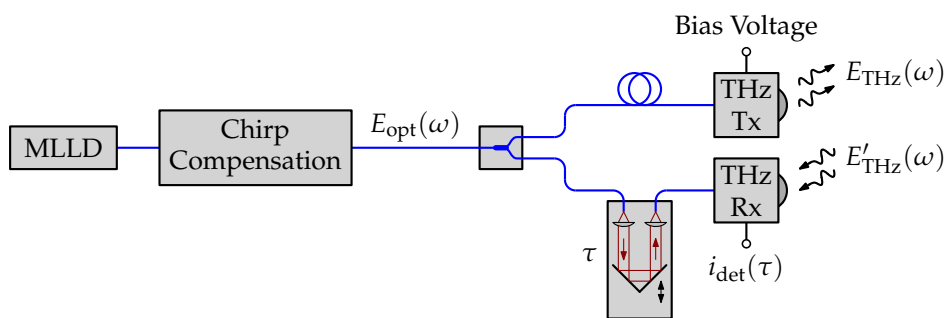 Bias Voltage
THz
Tx
E_THz(ω)
MLLD
Chirp
Compensation
E_opt(ω)
THz
Rx
E′_THz(ω)
τ
i_det(τ)